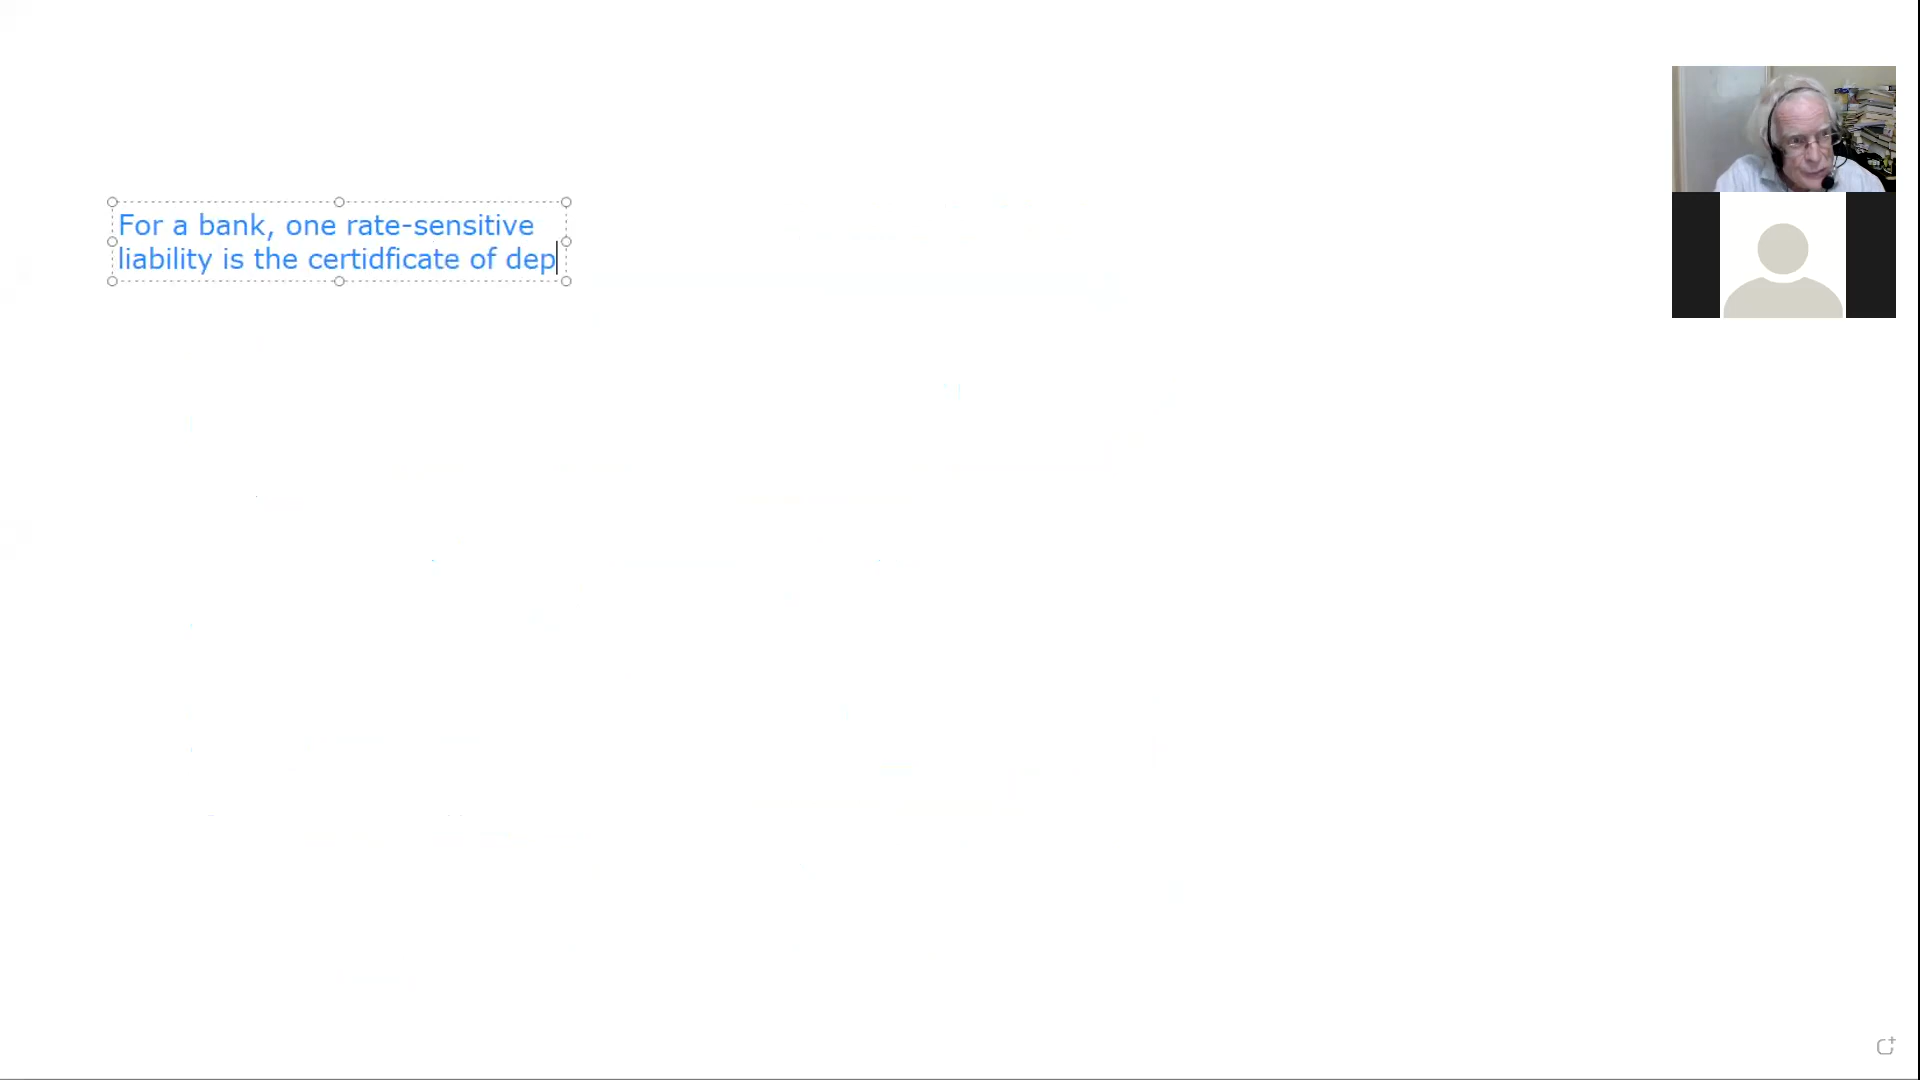 For a bank, one rate-sensitive
liability is the certidficate of dep